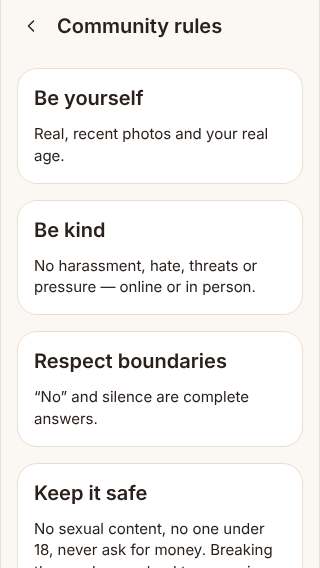 Community rules
Be yourself
Real, recent photos and your real
age.
Be kind
No harassment, hate, threats or
pressure — online or in person.
Respect boundaries
“No” and silence are complete
answers.
Keep it safe
No sexual content, no one under
18, never ask for money. Breaking